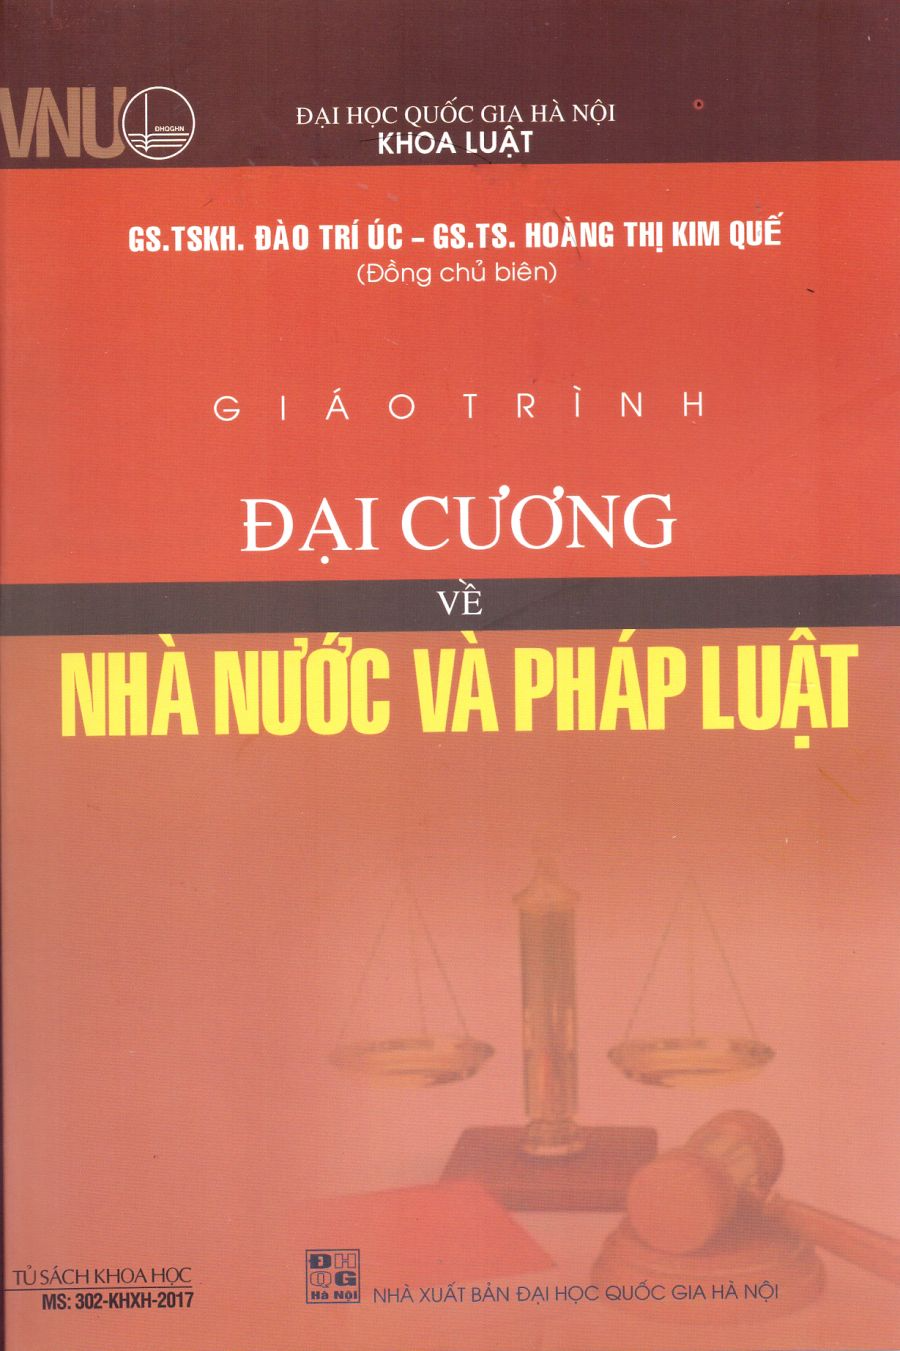 VNU
ĐHQGHN
ĐẠI HỌC QUỐC GIA HÀ NỘI
KHOA LUẬT
GS.TSKH. ĐÀO TRÍ ÚC – GS.TS. HOÀNG THỊ KIM QUẾ
(Đồng chủ biên)
GIÁO TRÌNH
ĐẠI CƯƠNG
VỀ
NHÀ NƯỚC VÀ PHÁP LUẬT
TỦ SÁCH KHOA HỌC
MS: 302-KHXH-2017
ĐH
QG
Hà Nội
NHÀ XUẤT BẢN ĐẠI HỌC QUỐC GIA HÀ NỘI